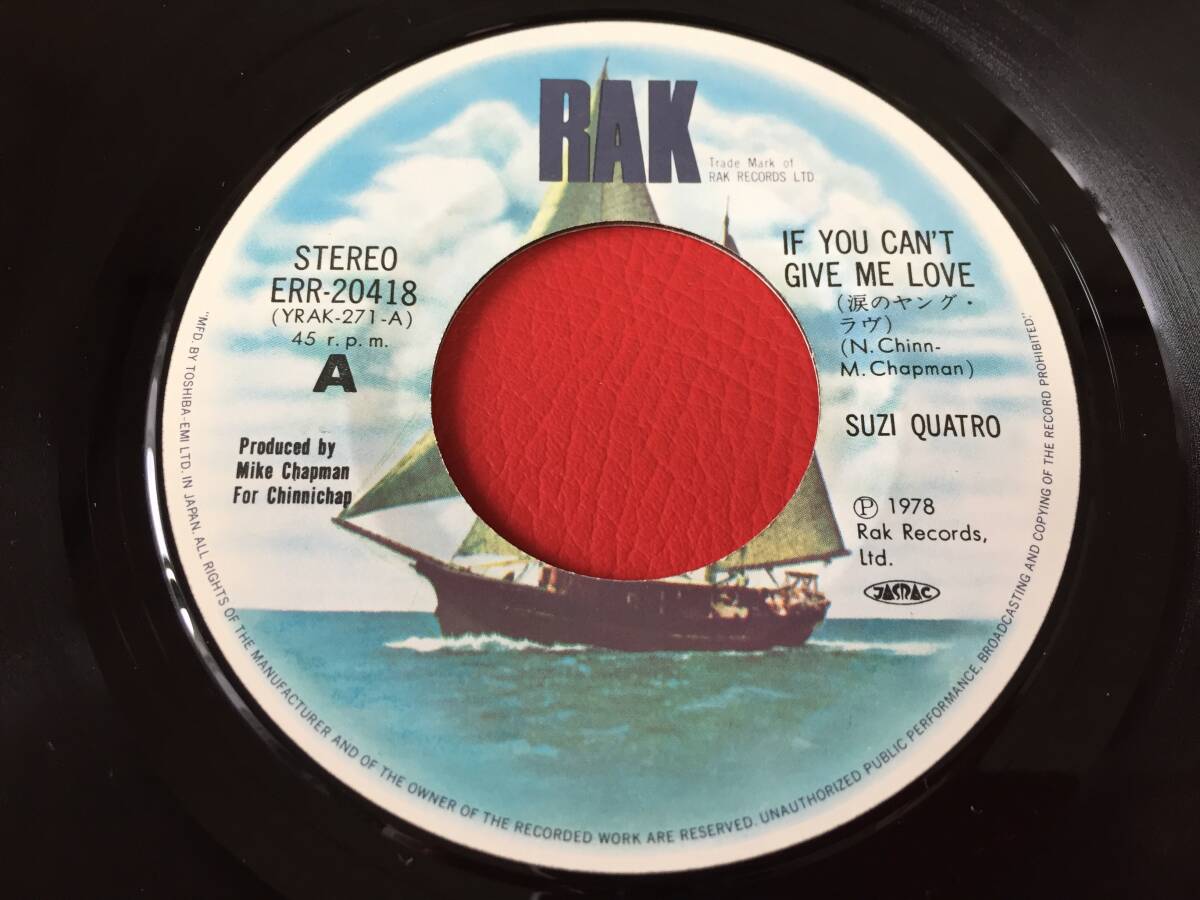 RAK
Trade Mark of
RAK RECORDS LTD
STEREO
ERR-20418
(YRAK-271-A)
45 r.p.m.
A
Produced by
Mike Chapman
For Chinnichap
IF YOU CAN'T
GIVE ME LOVE
(涙のヤング・
ラヴ)
(N. Chinn-
M. Chapman)
SUZI QUATRO
Ⓟ 1978
Rak Records,
Ltd.
JASRAC
"MFD. BY TOSHIBA-EMI LTD. IN JAPAN. ALL RIGHTS OF THE MANUFACTURER AND OF THE OWNER OF THE RECORDED WORK ARE RESERVED. UNAUTHORIZED PUBLIC PERFORMANCE, BROADCASTING AND COPYING OF THE RECORD PROHIBITED."